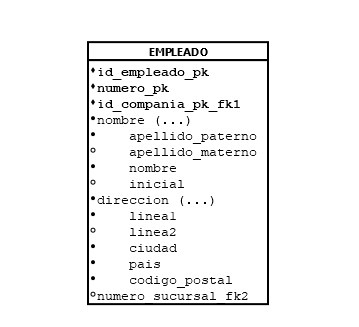 EMPLEADO
id_empleado_pk
numero_pk
id_compania_pk_fk1
nombre (...)
apellido_paterno
apellido_materno
nombre
inicial
direccion (...)
linea1
linea2
ciudad
pais
codigo_postal
numero_sucursal_fk2